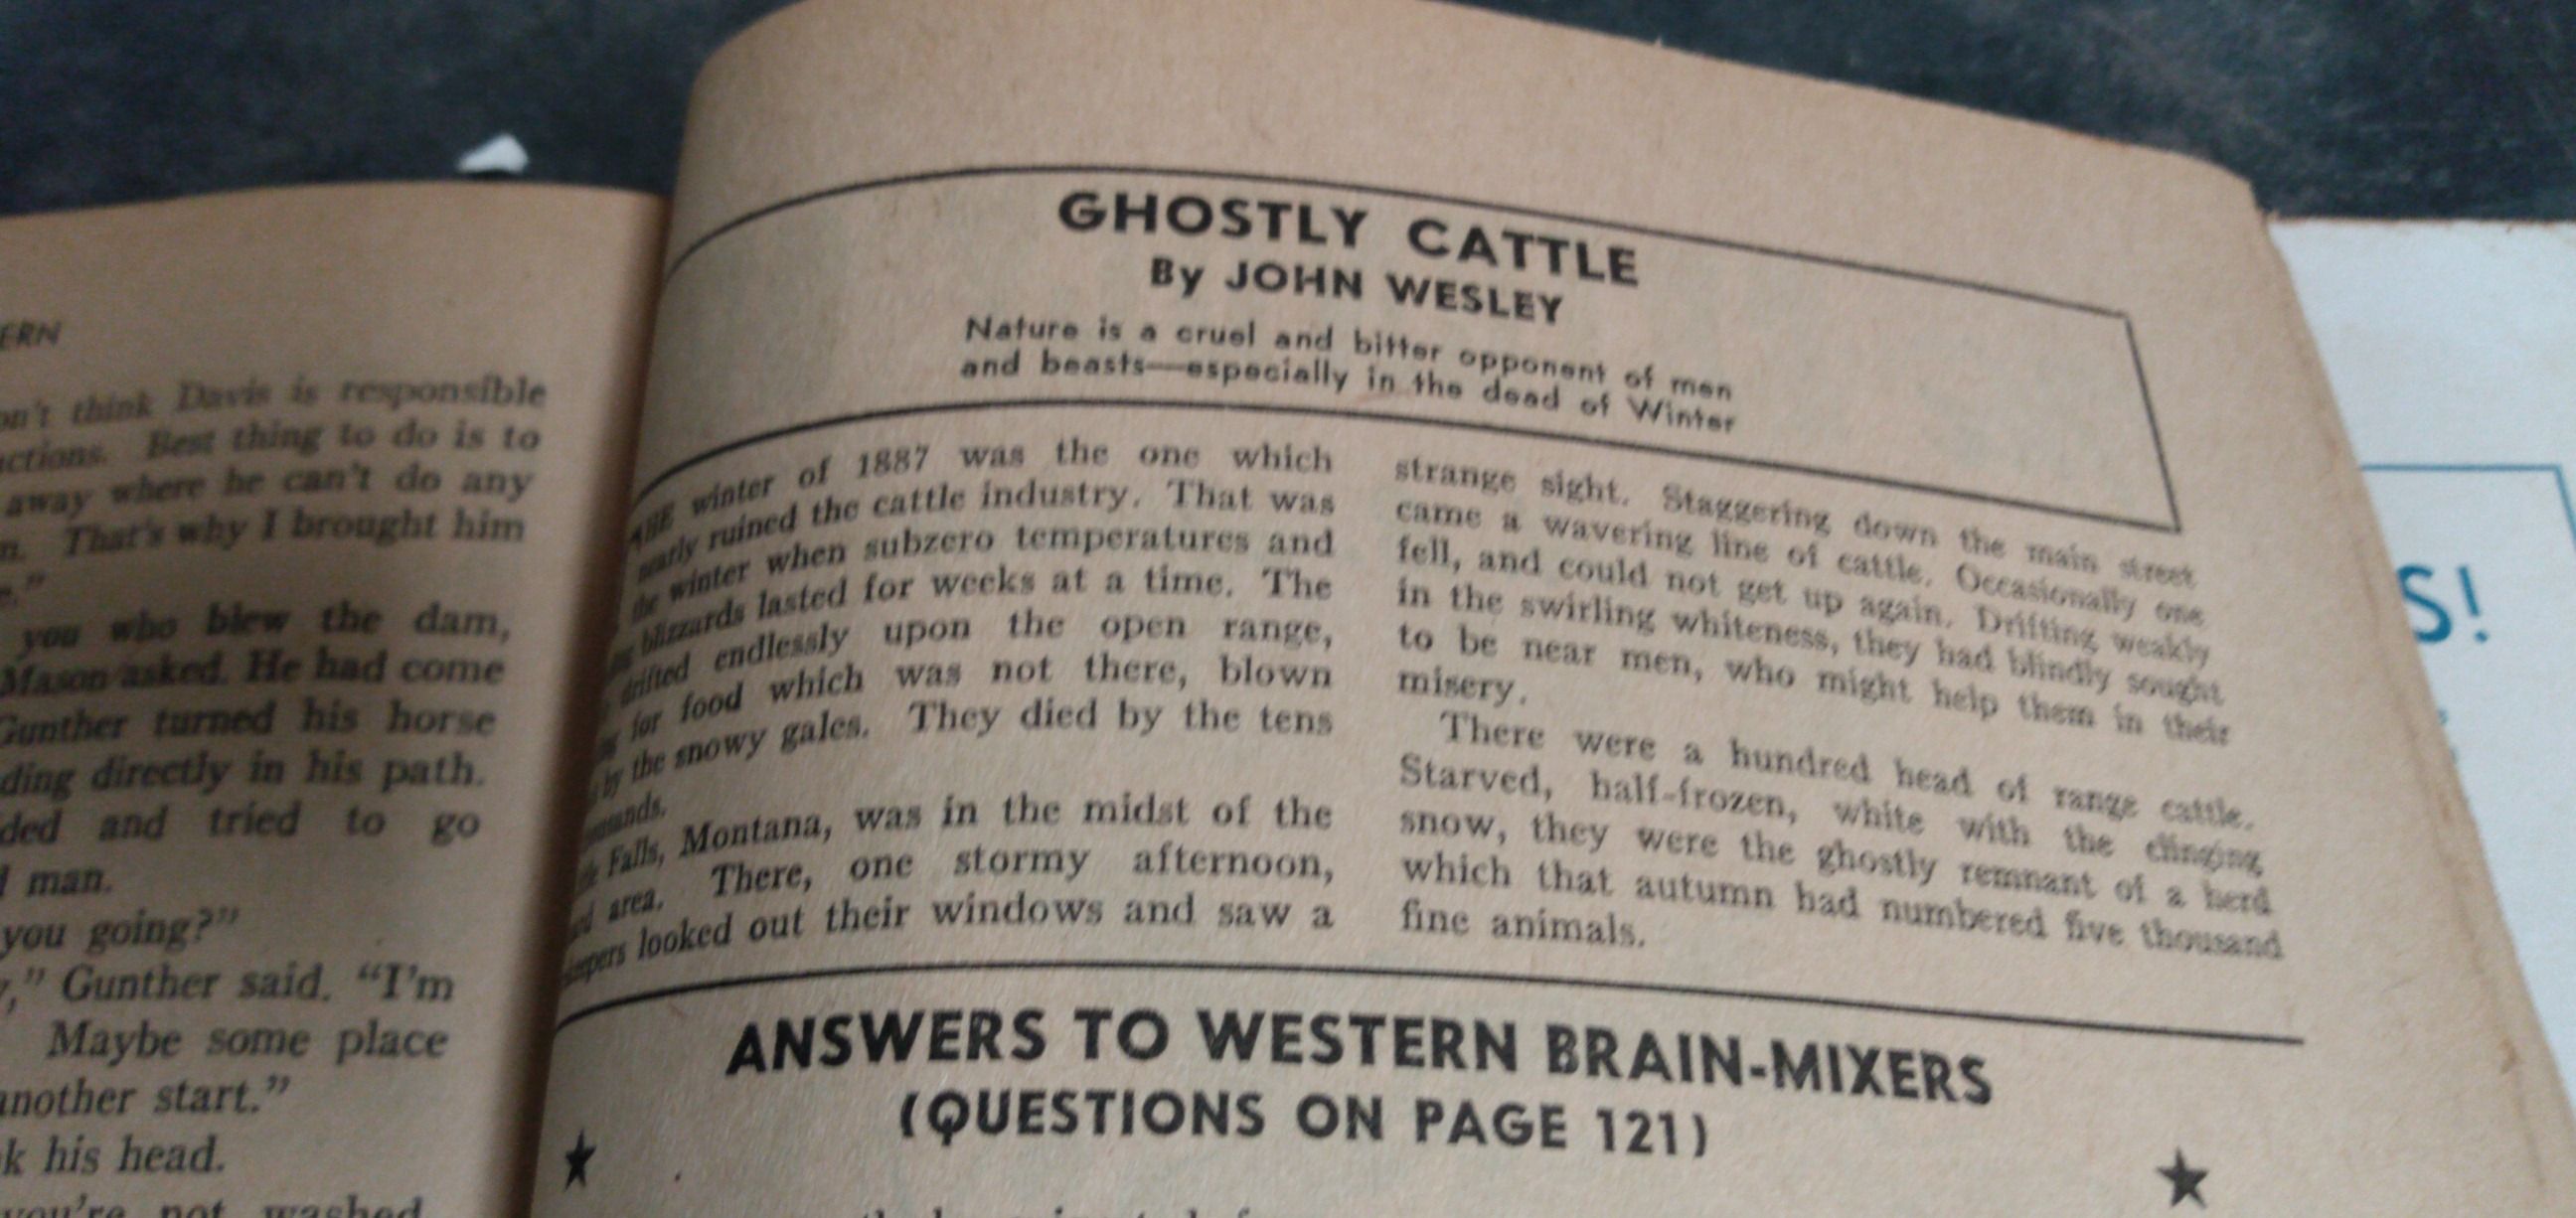 ERN
on't think Davis is responsible
ctions. Best thing to do is to
away where he can't do any
n. That's why I brought him
e."
you who blew the dam,
Mason asked. He had come
Gunther turned his horse
ding directly in his path.
ded and tried to go
d man.
you going?"
," Gunther said. "I'm
Maybe some place
another start."
k his head.
you're not washed
GHOSTLY CATTLE
By JOHN WESLEY
Nature is a cruel and bitter opponent of men
and beasts—especially in the dead of Winter
THE winter of 1887 was the one which
nearly ruined the cattle industry. That was
the winter when subzero temperatures and
blizzards lasted for weeks at a time. The
drifted endlessly upon the open range,
for food which was not there, blown
by the snowy gales. They died by the tens
Falls, Montana, was in the midst of the
area. There, one stormy afternoon,
looked out their windows and saw a
strange sight. Staggering down the main street
came a wavering line of cattle. Occasionally one
fell, and could not get up again. Drifting weakly
in the swirling whiteness, they had blindly sought
to be near men, who might help them in their
misery.
There were a hundred head of range cattle.
Starved, half-frozen, white with the clinging
snow, they were the ghostly remnant of a herd
which that autumn had numbered five thousand
fine animals.
ANSWERS TO WESTERN BRAIN-MIXERS
(QUESTIONS ON PAGE 121)
S!